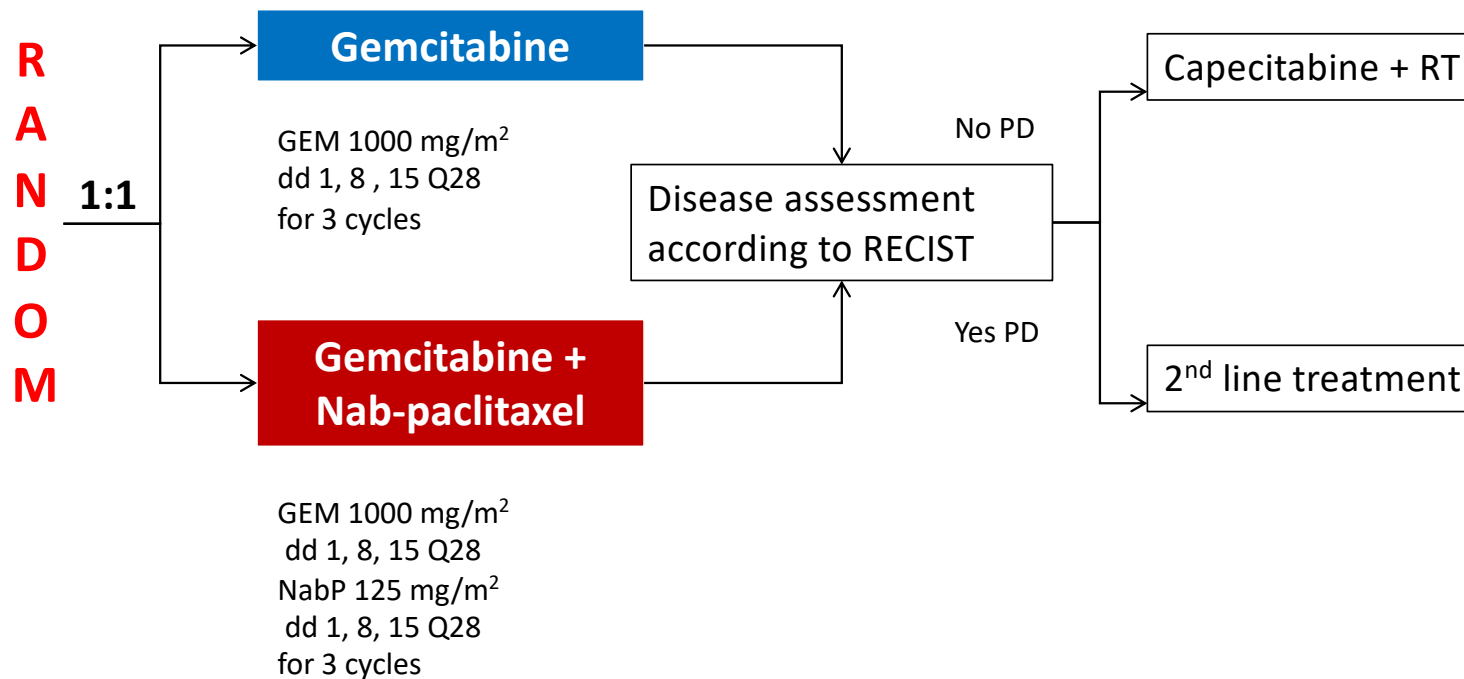 RANDOM
1:1
Gemcitabine
GEM 1000 mg/m²
dd 1, 8 , 15 Q28
for 3 cycles
Gemcitabine +
Nab-paclitaxel
GEM 1000 mg/m²
dd 1, 8, 15 Q28
NabP 125 mg/m²
dd 1, 8, 15 Q28
for 3 cycles
Disease assessment
according to RECIST
No PD
Yes PD
Capecitabine + RT
2nd line treatment